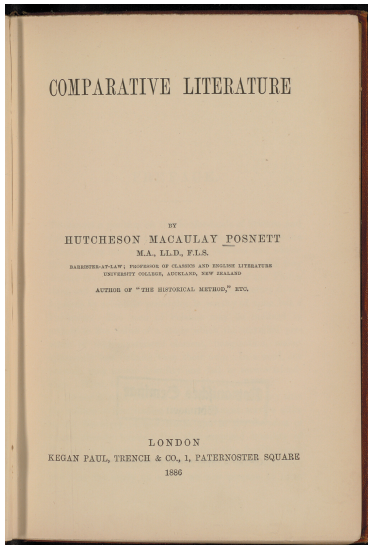 COMPARATIVE LITERATURE
BY
HUTCHESON MACAULAY POSNETT
M.A., LL.D., F.L.S.
BARRISTER-AT-LAW; PROFESSOR OF CLASSICS AND ENGLISH LITERATURE
UNIVERSITY COLLEGE, AUCKLAND, NEW ZEALAND
AUTHOR OF "THE HISTORICAL METHOD," ETC.
LONDON
KEGAN PAUL, TRENCH & CO., 1, PATERNOSTER SQUARE
1886